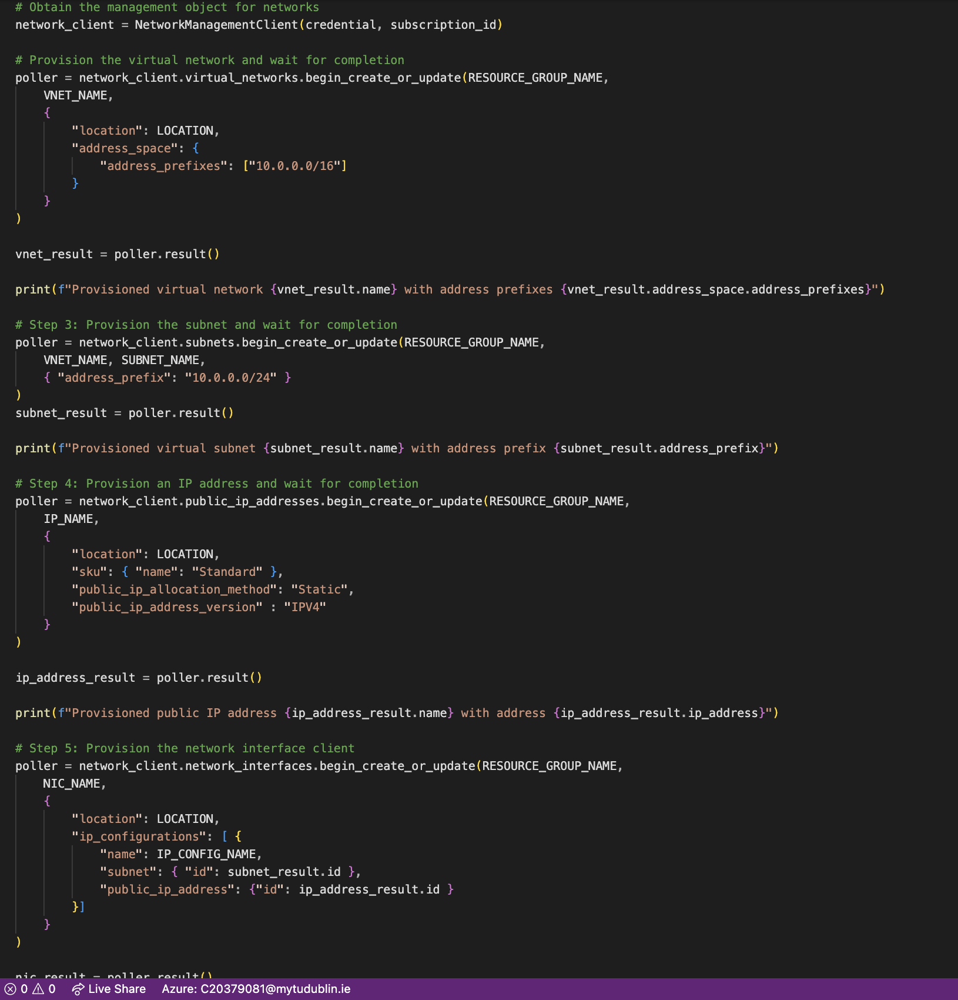 # Obtain the management object for networks
network_client = NetworkManagementClient(credential, subscription_id)
# Provision the virtual network and wait for completion
poller = network_client.virtual_networks.begin_create_or_update(RESOURCE_GROUP_NAME,
    VNET_NAME,
    {
        "location": LOCATION,
        "address_space": {
            "address_prefixes": ["10.0.0.0/16"]
        }
    }
)
vnet_result = poller.result()
print(f"Provisioned virtual network {vnet_result.name} with address prefixes {vnet_result.address_space.address_prefixes}")
# Step 3: Provision the subnet and wait for completion
poller = network_client.subnets.begin_create_or_update(RESOURCE_GROUP_NAME,
    VNET_NAME, SUBNET_NAME,
    { "address_prefix": "10.0.0.0/24" }
)
subnet_result = poller.result()
print(f"Provisioned virtual subnet {subnet_result.name} with address prefix {subnet_result.address_prefix}")
# Step 4: Provision an IP address and wait for completion
poller = network_client.public_ip_addresses.begin_create_or_update(RESOURCE_GROUP_NAME,
    IP_NAME,
    {
        "location": LOCATION,
        "sku": { "name": "Standard" },
        "public_ip_allocation_method": "Static",
        "public_ip_address_version" : "IPV4"
    }
)
ip_address_result = poller.result()
print(f"Provisioned public IP address {ip_address_result.name} with address {ip_address_result.ip_address}")
# Step 5: Provision the network interface client
poller = network_client.network_interfaces.begin_create_or_update(RESOURCE_GROUP_NAME,
    NIC_NAME,
    {
        "location": LOCATION,
        "ip_configurations": [ {
            "name": IP_CONFIG_NAME,
            "subnet": { "id": subnet_result.id },
            "public_ip_address": {"id": ip_address_result.id }
        }]
    }
)
nic_result = poller.result()
0 0 Live Share Azure: C20379081@mytudublin.ie